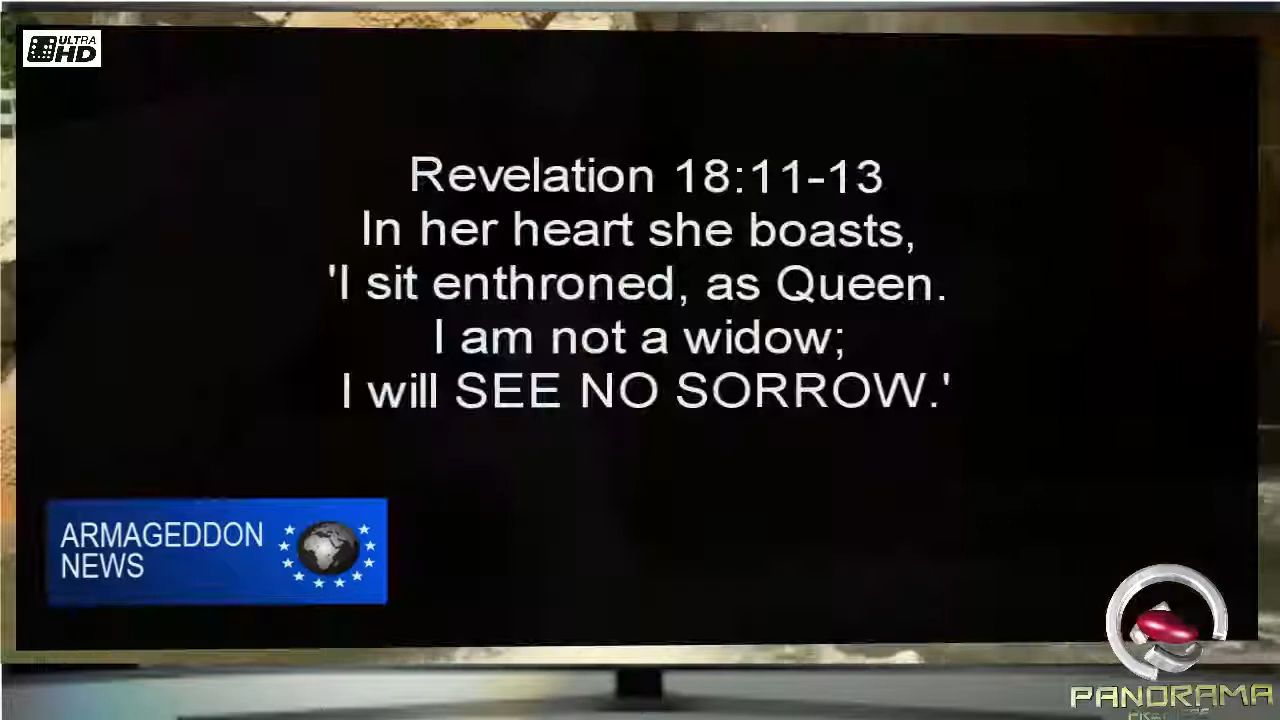 ULTRA
HD
Revelation 18:11-13
In her heart she boasts,
'I sit enthroned, as Queen.
I am not a widow;
I will SEE NO SORROW.'
ARMAGEDDON
NEWS
PANORAMA